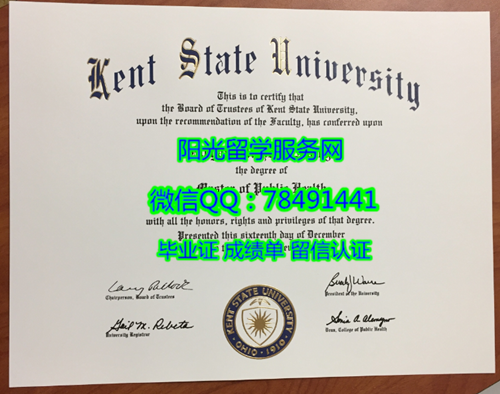 Kent State University
This is to certify that
the Board of Trustees of Kent State University,
upon the recommendation of the Faculty, has conferred upon
阳光留学服务网
the degree of
Master of Public Health
微信QQ：78491441
with all the honors, rights and privileges of that degree.
Presented this sixteenth day of December
毕业证 成绩单 留信认证
Chairperson, Board of Trustees
President of the University
Gail M. Rebeta
University Registrar
Dean, College of Public Health
KENT STATE UNIVERSITY
OHIO 1910